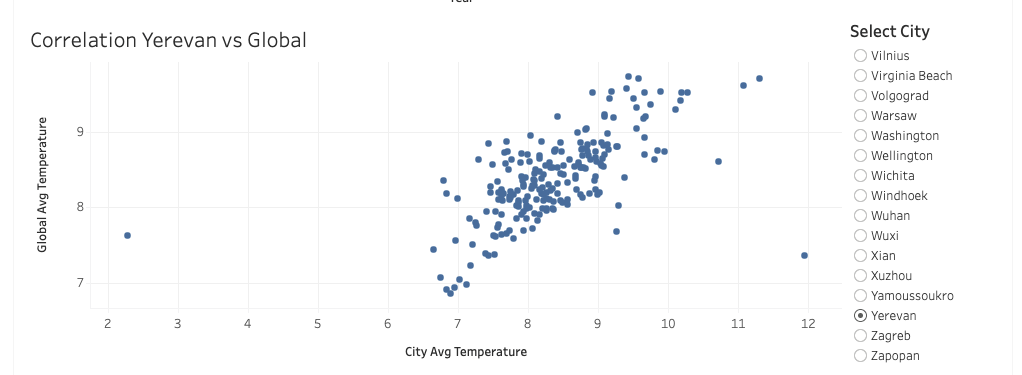 Year
Correlation Yerevan vs Global
Global Avg Temperature
9
8
7
2 3 4 5 6 7 8 9 10 11 12
City Avg Temperature
Select City
Vilnius
Virginia Beach
Volgograd
Warsaw
Washington
Wellington
Wichita
Windhoek
Wuhan
Wuxi
Xian
Xuzhou
Yamoussoukro
Yerevan
Zagreb
Zapopan